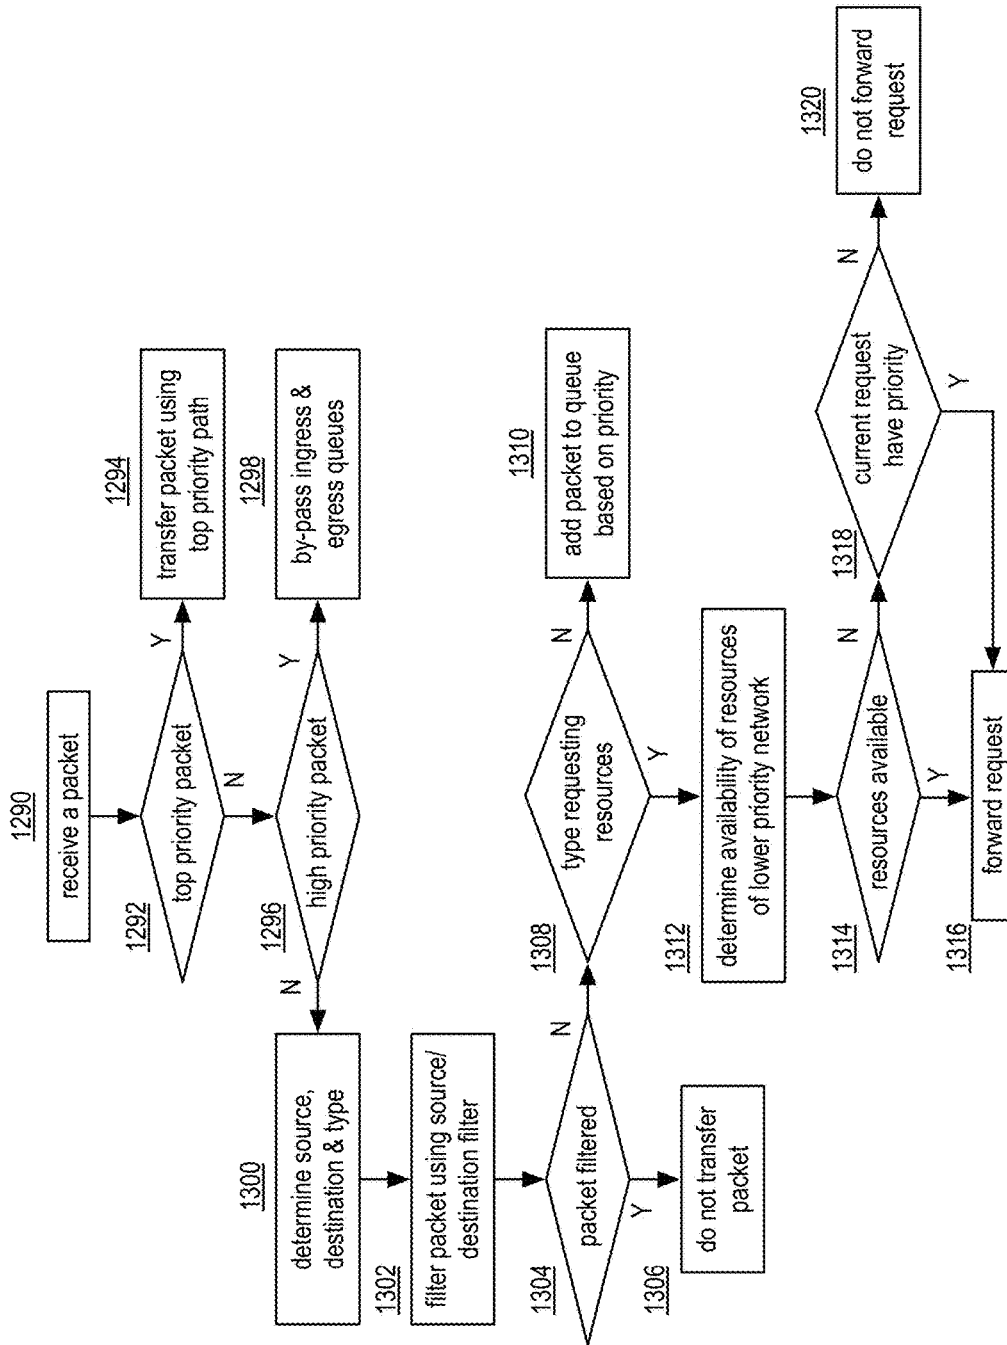 1290
receive a packet
1292
top priority packet
Y
N
1294
transfer packet using
top priority path
1296
high priority packet
Y
N
1298
by-pass ingress &
egress queues
1300
determine source,
destination & type
1302
filter packet using source/
destination filter
1304
packet filtered
N
Y
1306
do not transfer
packet
1308
type requesting
resources
N
Y
1310
add packet to queue
based on priority
1312
determine availability of resources
of lower priority network
1314
resources available
N
Y
1316
forward request
1318
current request
have priority
N
Y
1320
do not forward
request